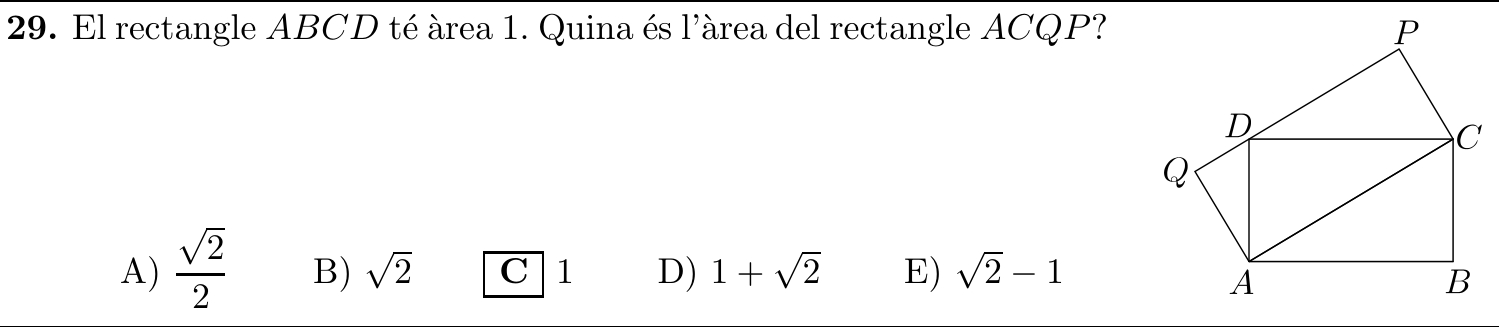 29. El rectangle ABCD té àrea 1. Quina és l'àrea del rectangle ACQP?
P
D
C
Q
A) √2/2 B) √2 C 1 D) 1 + √2 E) √2 − 1
A
B